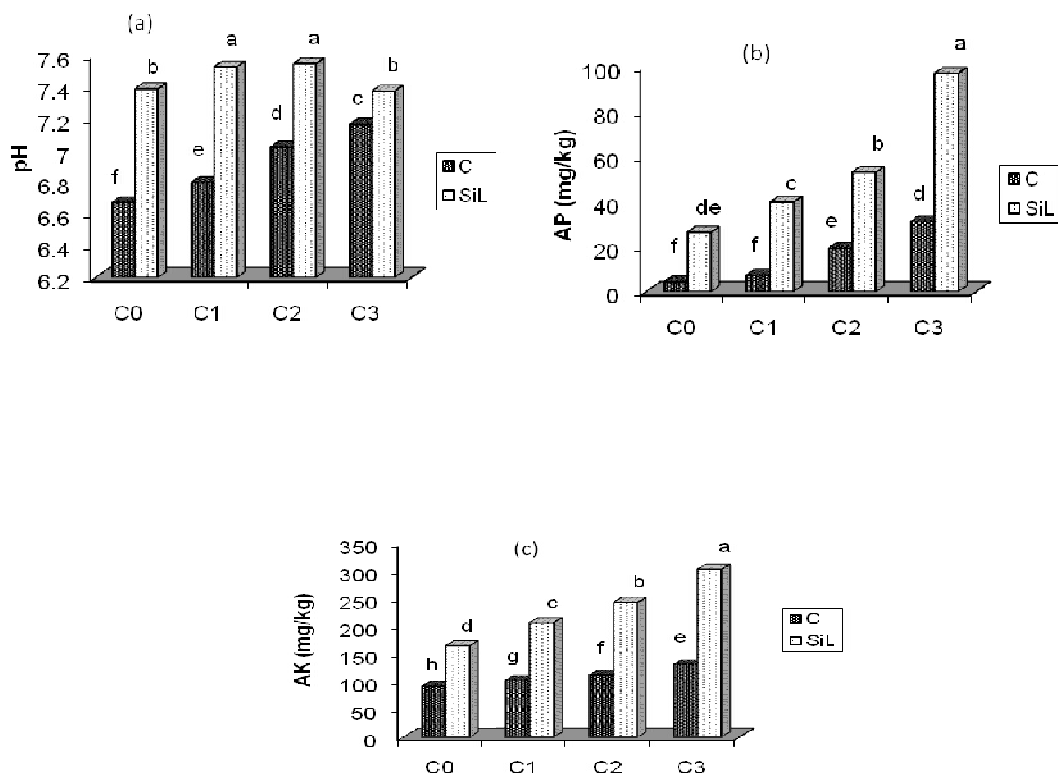 (a)
pH
7.6
7.4
7.2
7
6.8
6.6
6.4
6.2
f
b
e
a
d
a
c
b
C0 C1 C2 C3
C
SiL
(b)
AP (mg/kg)
100
80
60
40
20
0
f
de
f
c
e
b
d
a
C0 C1 C2 C3
C
SiL
(c)
AK (mg/kg)
350
300
250
200
150
100
50
0
h
d
g
c
f
b
e
a
C0 C1 C2 C3
C
SiL